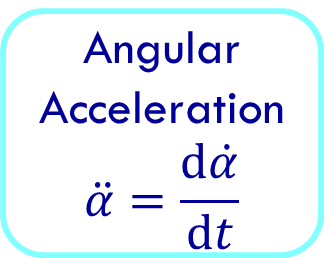 Angular
Acceleration
α̈ = dα̇/dt